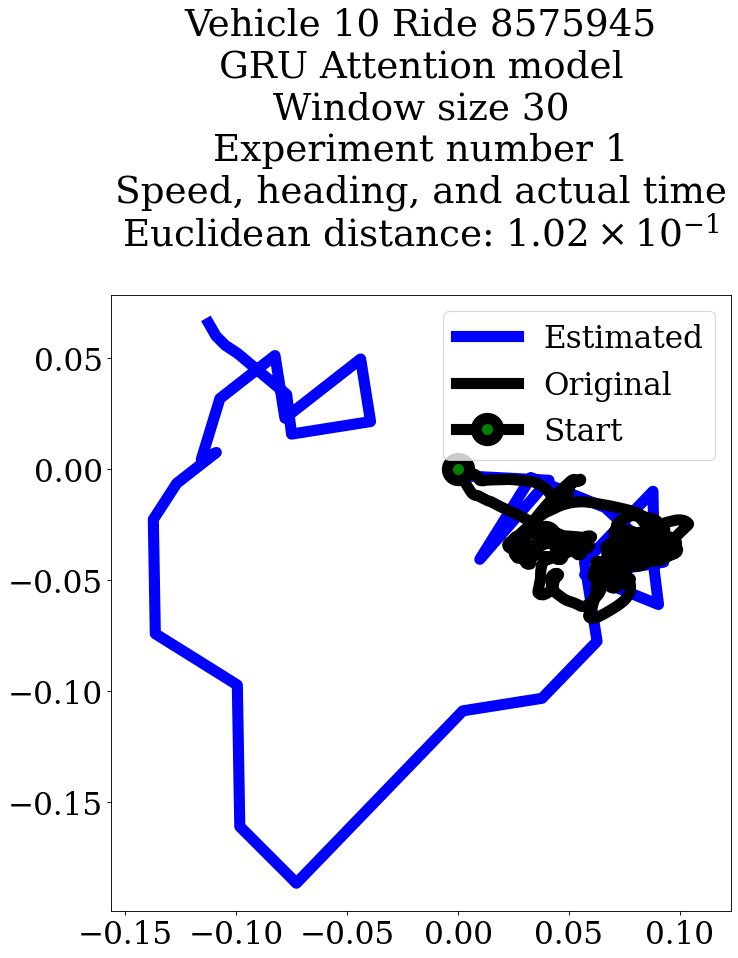 Vehicle 10 Ride 8575945
GRU Attention model
Window size 30
Experiment number 1
Speed, heading, and actual time
Euclidean distance: 1.02 × 10⁻¹
Estimated
Original
Start
0.05
0.00
−0.05
−0.10
−0.15
−0.15 −0.10 −0.05 0.00 0.05 0.10